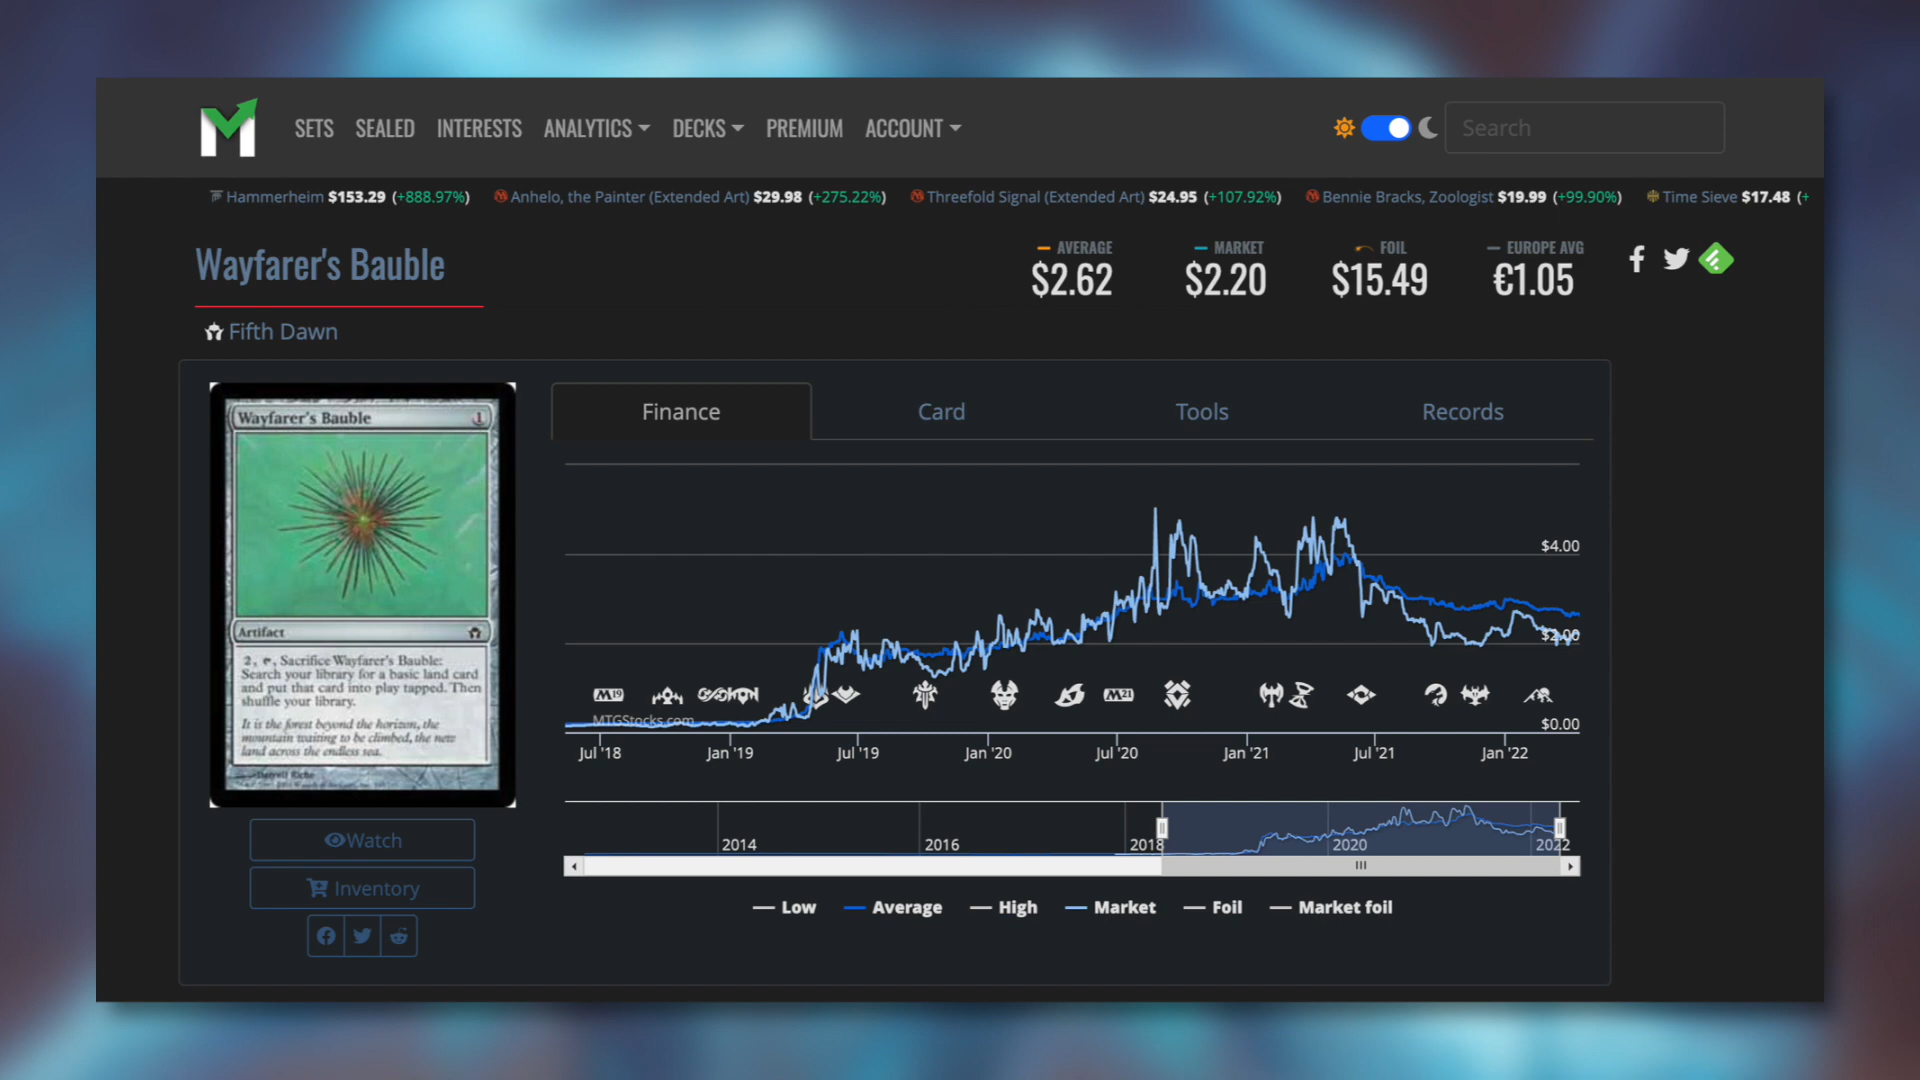 SETS SEALED INTERESTS ANALYTICS DECKS PREMIUM ACCOUNT Search
Hammerheim $153.29 (+888.97%) Anhelo, the Painter (Extended Art) $29.98 (+275.22%) Threefold Signal (Extended Art) $24.95 (+107.92%) Bennie Bracks, Zoologist $19.99 (+99.90%) Time Sieve $17.48 (+
Wayfarer's Bauble
AVERAGE MARKET FOIL EUROPE AVG
$2.62 $2.20 $15.49 €1.05
Fifth Dawn
Wayfarer's Bauble 1
Artifact
2, , Sacrifice Wayfarer's Bauble:
Search your library for a basic land card
and put that card into play tapped. Then
shuffle your library.
It is the forest beyond the horizon, the
mountain waiting to be climbed, the new
land across the endless sea.
Darrell Riche
Watch
Inventory
Finance Card Tools Records
$4.00
$2.00
M19 M21
MTGStocks.com
$0.00
Jul '18 Jan '19 Jul '19 Jan '20 Jul '20 Jan '21 Jul '21 Jan '22
2014 2016 2018 2020 2022
Low Average High Market Foil Market foil